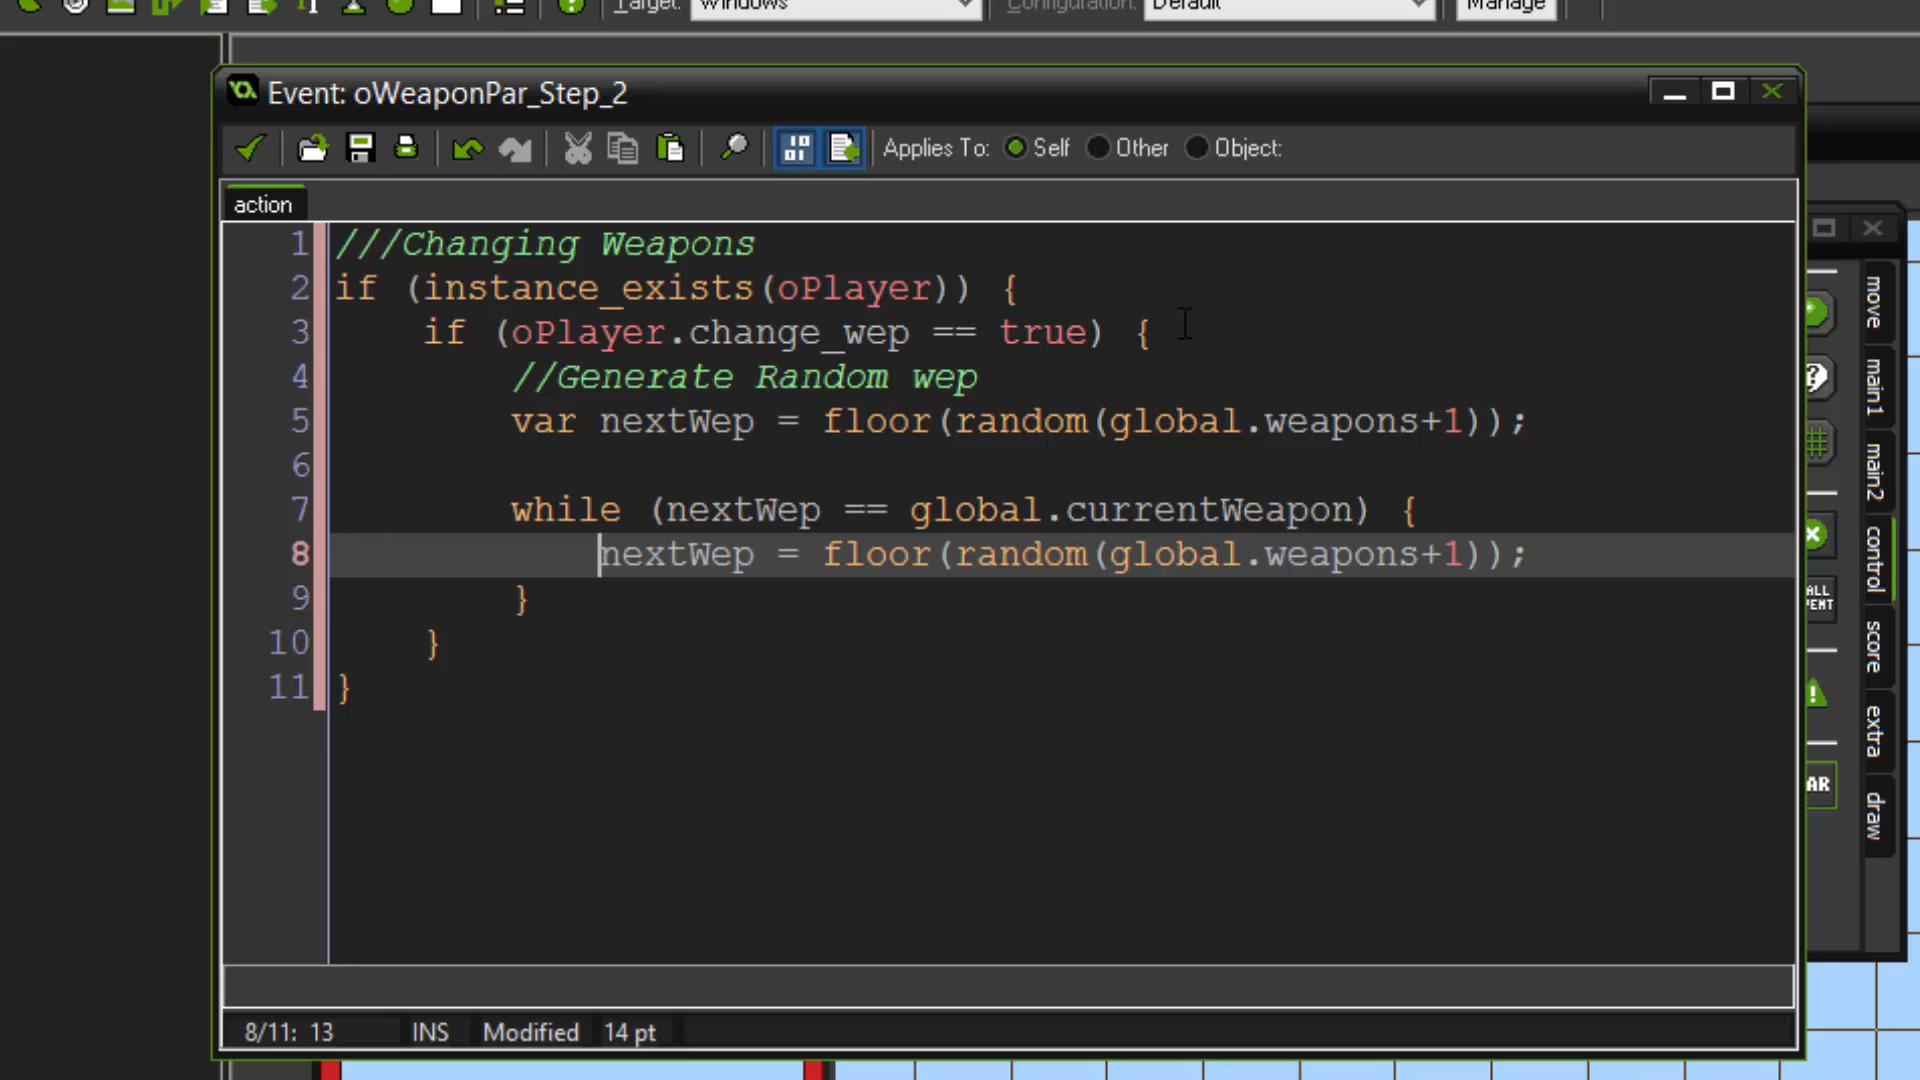 Target: Windows Configuration: Default Manage
Event: oWeaponPar_Step_2
Applies To: Self Other Object:
action
1 ///Changing Weapons
2 if (instance_exists(oPlayer)) {
3 if (oPlayer.change_wep == true) {
4 //Generate Random wep
5 var nextWep = floor(random(global.weapons+1));
6
7 while (nextWep == global.currentWeapon) {
8 nextWep = floor(random(global.weapons+1));
9 }
10 }
11 }
8/11: 13 INS Modified 14 pt
move
main1
main2
control
score
extra
draw